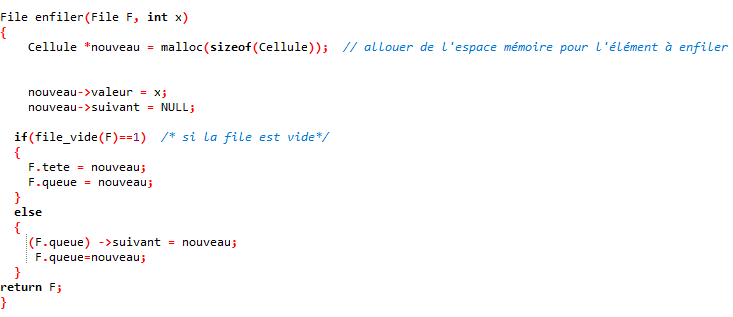 File enfiler(File F, int x)
{
Cellule *nouveau = malloc(sizeof(Cellule)); // allouer de l'espace mémoire pour l'élément à enfiler
nouveau->valeur = x;
nouveau->suivant = NULL;
if(file_vide(F)==1) /* si la file est vide*/
{
F.tete = nouveau;
F.queue = nouveau;
}
else
{
(F.queue) ->suivant = nouveau;
F.queue=nouveau;
}
return F;
}